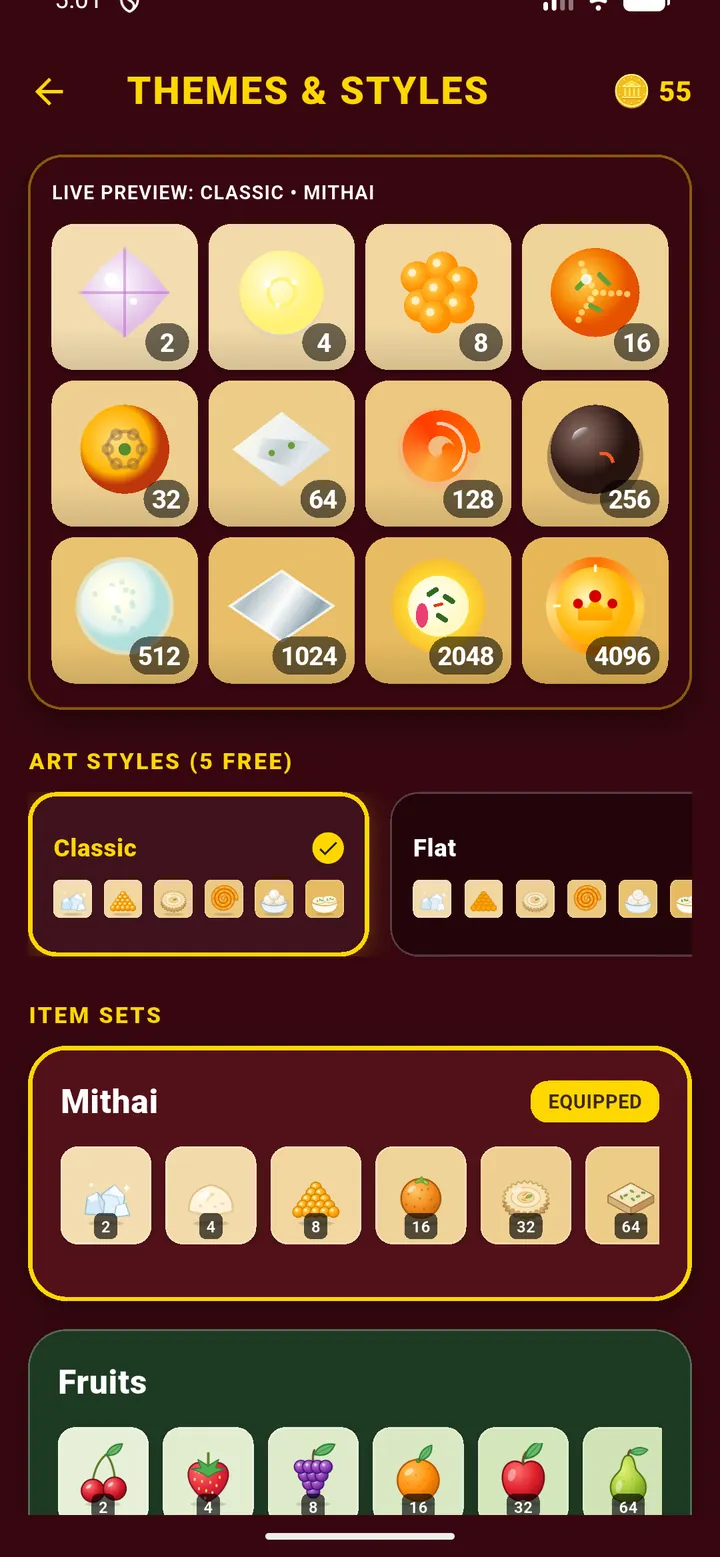 THEMES & STYLES
55
LIVE PREVIEW: CLASSIC • MITHAI
2 4 8 16
32 64 128 256
512 1024 2048 4096
ART STYLES (5 FREE)
Classic
Flat
ITEM SETS
Mithai
EQUIPPED
2 4 8 16 32 64
Fruits
2 4 8 16 32 64